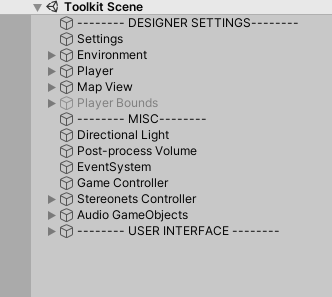 Toolkit Scene
-------- DESIGNER SETTINGS--------
Settings
Environment
Player
Map View
Player Bounds
-------- MISC--------
Directional Light
Post-process Volume
EventSystem
Game Controller
Stereonets Controller
Audio GameObjects
-------- USER INTERFACE --------